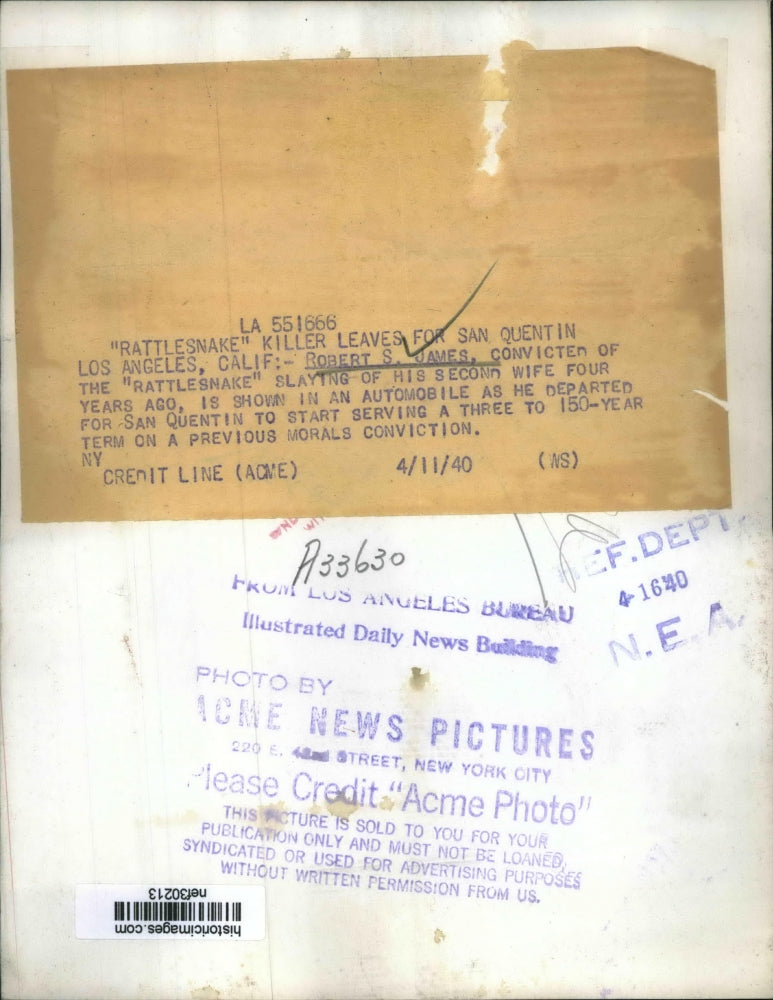 LA 551666
"RATTLESNAKE" KILLER LEAVES FOR SAN QUENTIN
LOS ANGELES, CALIF:- ROBERT S. JAMES, CONVICTED OF
THE "RATTLESNAKE" SLAYING OF HIS SECOND WIFE FOUR
YEARS AGO, IS SHOWN IN AN AUTOMOBILE AS HE DEPARTED
FOR SAN QUENTIN TO START SERVING A THREE TO 150-YEAR
TERM ON A PREVIOUS MORALS CONVICTION.
NY
CREDIT LINE (ACME) 4/11/40 (WS)
A33630
EF. DEPT
4-16 40
N. E. A.
FROM LOS ANGELES BUREAU
Illustrated Daily News Building
PHOTO BY
ACME NEWS PICTURES
220 E. 42nd STREET, NEW YORK CITY
Please Credit "Acme Photo"
THIS PICTURE IS SOLD TO YOU FOR YOUR
PUBLICATION ONLY AND MUST NOT BE LOANED,
SYNDICATED OR USED FOR ADVERTISING PURPOSES
WITHOUT WRITTEN PERMISSION FROM US.
historicimages.com
nef30213